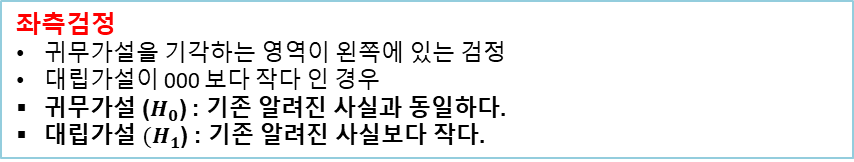 좌측검정
• 귀무가설을 기각하는 영역이 왼쪽에 있는 검정
• 대립가설이 000 보다 작다 인 경우
▪ 귀무가설 (H₀) : 기존 알려진 사실과 동일하다.
▪ 대립가설 (H₁) : 기존 알려진 사실보다 작다.